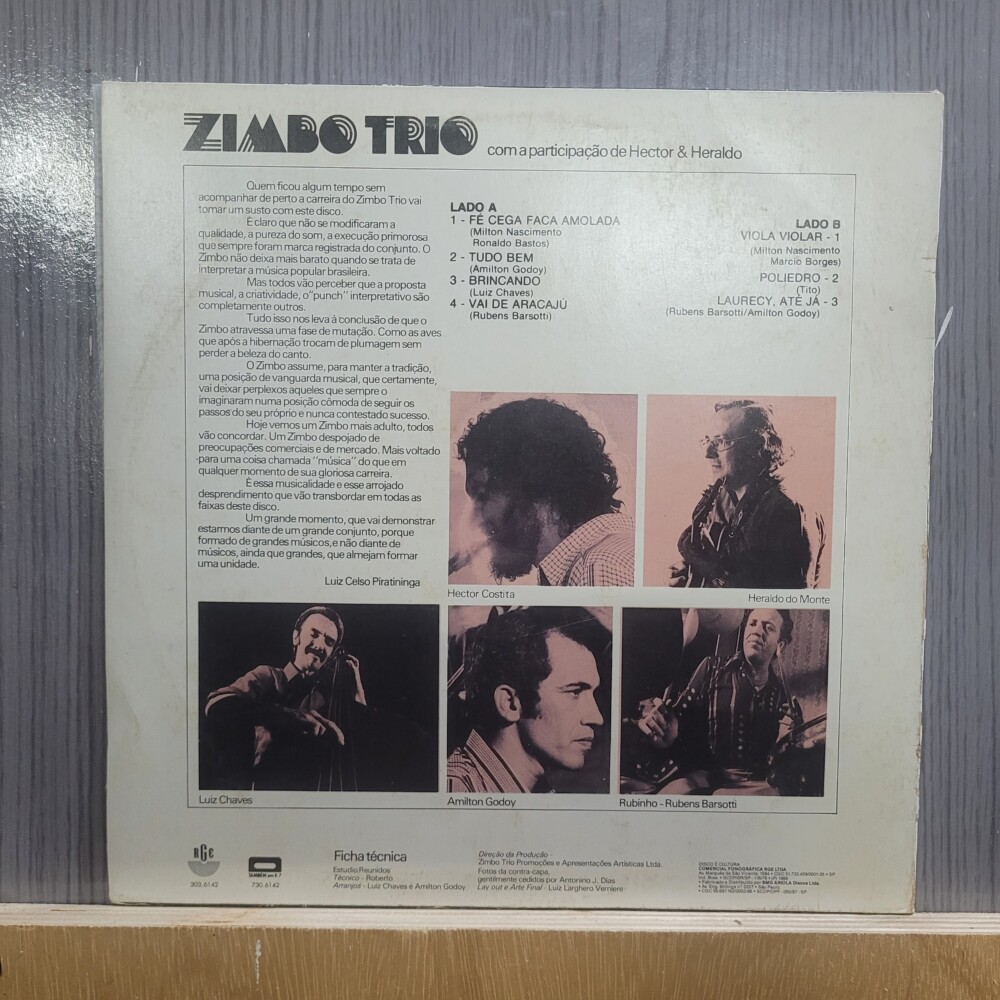 ZIMBO TRIO com a participação de Hector & Heraldo
Quem ficou algum tempo sem
acompanhar de perto a carreira do Zimbo Trio vai
tomar um susto com este disco.
É claro que não se modificaram a
qualidade, a pureza do som, a execução primorosa
que sempre foram marca registrada do conjunto. O
Zimbo não deixa mais barato quando se trata de
interpretar a música popular brasileira.
Mas todos vão perceber que a proposta
musical, a criatividade, o "punch" interpretativo são
completamente outros.
Tudo isso nos leva à conclusão de que o
Zimbo atravessa uma fase de mutação. Como as aves
que após a hibernação trocam de plumagem sem
perder a beleza do canto.
O Zimbo assume, para manter a tradição,
uma posição de vanguarda musical, que certamente,
vai deixar perplexos aqueles que sempre o
imaginaram numa posição cômoda de seguir os
passos do seu próprio e nunca contestado sucesso.
Hoje vemos um Zimbo mais adulto, todos
vão concordar. Um Zimbo despojado de
preocupações comerciais e de mercado. Mais voltado
para uma coisa chamada "música" do que em
qualquer momento de sua gloriosa carreira.
É essa musicalidade e esse arrojado
desprendimento que vão transbordar em todas as
faixas deste disco.
Um grande momento, que vai demonstrar
estarmos diante de um grande conjunto, porque
formado de grandes músicos, e não diante de
músicos, ainda que grandes, que almejam formar
uma unidade.
Luiz Celso Piratininga
LADO A
1 - FÉ CEGA FACA AMOLADA
(Milton Nascimento
Ronaldo Bastos)
2 - TUDO BEM
(Amilton Godoy)
3 - BRINCANDO
(Luiz Chaves)
4 - VAI DE ARACAJÚ
(Rubens Barsotti)
LADO B
VIOLA VIOLAR - 1
(Milton Nascimento
Marcio Borges)
POLIEDRO - 2
(Tito)
LAURECY, ATÉ JÁ - 3
(Rubens Barsotti/Amilton Godoy)
Hector Costita
Heraldo do Monte
Luiz Chaves
Amilton Godoy
Rubinho - Rubens Barsotti
RGE
303.6142
730.6142
Ficha técnica
Estudio Reunidos
Técnico - Roberto
Arranjos - Luiz Chaves e Amilton Godoy
Direção da Produção -
Zimbo Trio Promoções e Apresentações Artísticas Ltda.
Fotos da contra-capa,
gentilmente cedidos por Antonino J. Dias
Lay out e Arte Final - Luiz Larghero Verniere
DISCO É CULTURA
COMERCIAL FONOGRÁFICA RGE LTDA